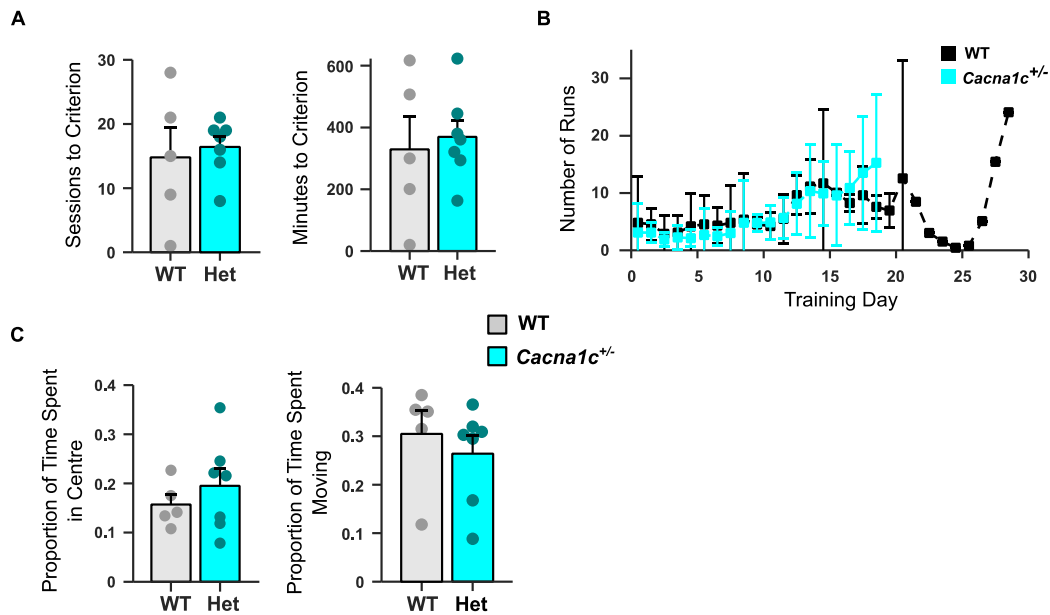 A
Sessions to Criterion
30
20
10
0
WT Het
Minutes to Criterion
600
400
200
0
WT Het
B
Number of Runs
30
20
10
0
0 5 10 15 20 25 30
Training Day
WT
Cacna1c+/-
C
WT
Cacna1c+/-
Proportion of Time Spent
in Centre
0.4
0.3
0.2
0.1
0
WT Het
Proportion of Time Spent
Moving
0.4
0.3
0.2
0.1
0
WT Het